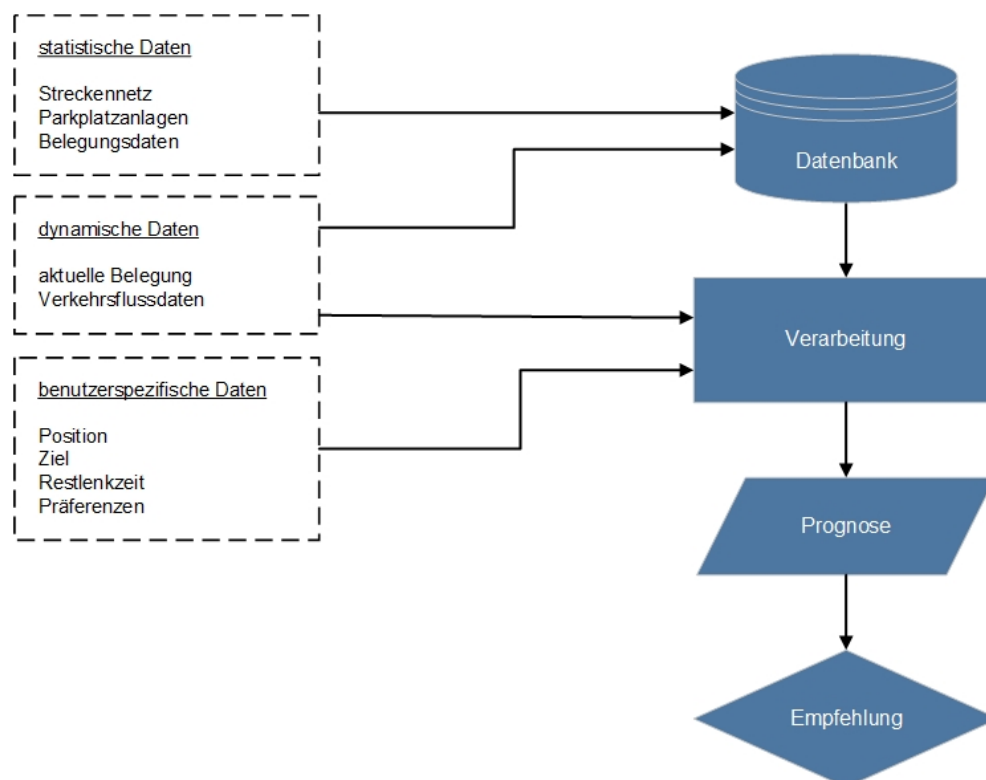 statistische Daten
Streckennetz
Parkplatzanlagen
Belegungsdaten
dynamische Daten
aktuelle Belegung
Verkehrsflussdaten
benutzerspezifische Daten
Position
Ziel
Restlenkzeit
Präferenzen
Datenbank
Verarbeitung
Prognose
Empfehlung